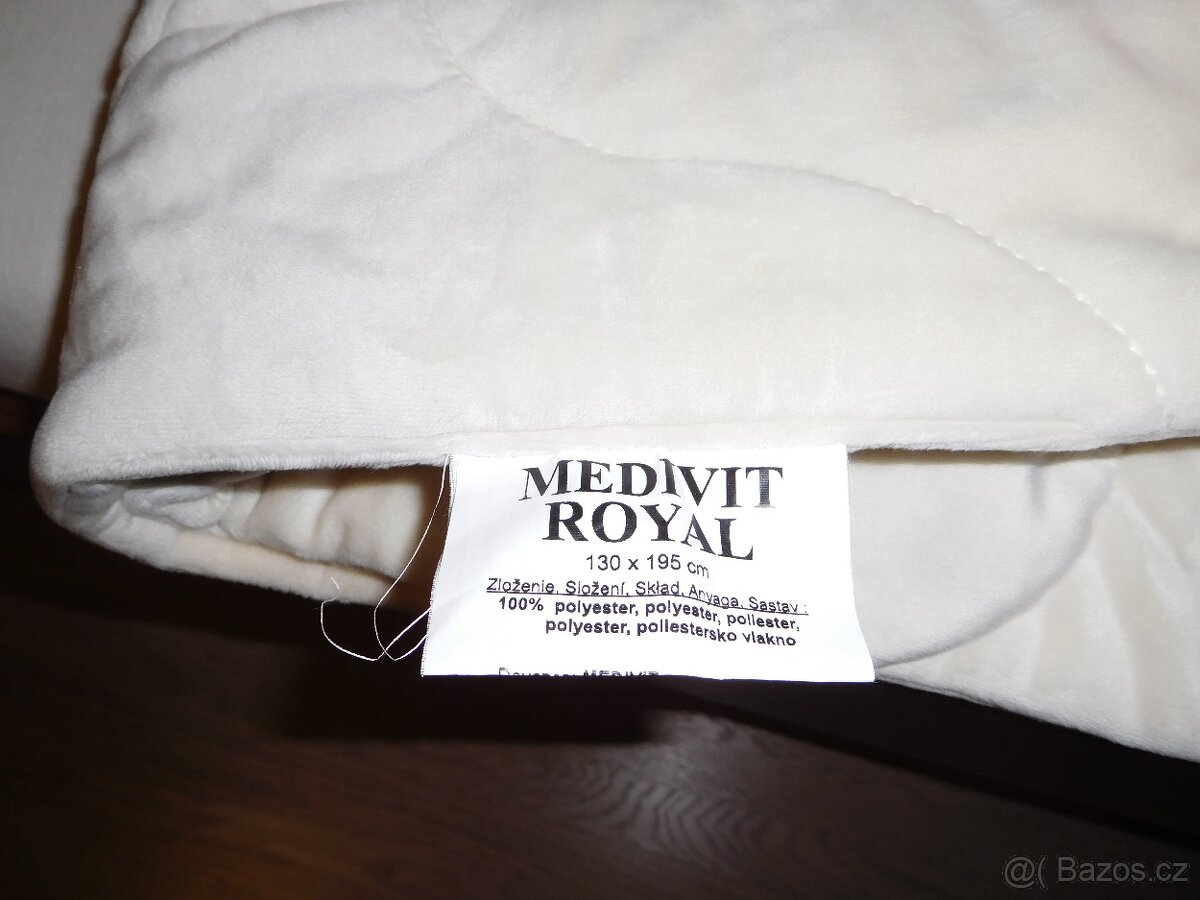 MEDIVIT
ROYAL
130 x 195 cm
Zloženie, Složení, Skład, Anyaga, Sastav :
100% polyester, polyester, poliester,
polyester, poliestersko vlakno
MEDIVIT
@( Bazos.cz